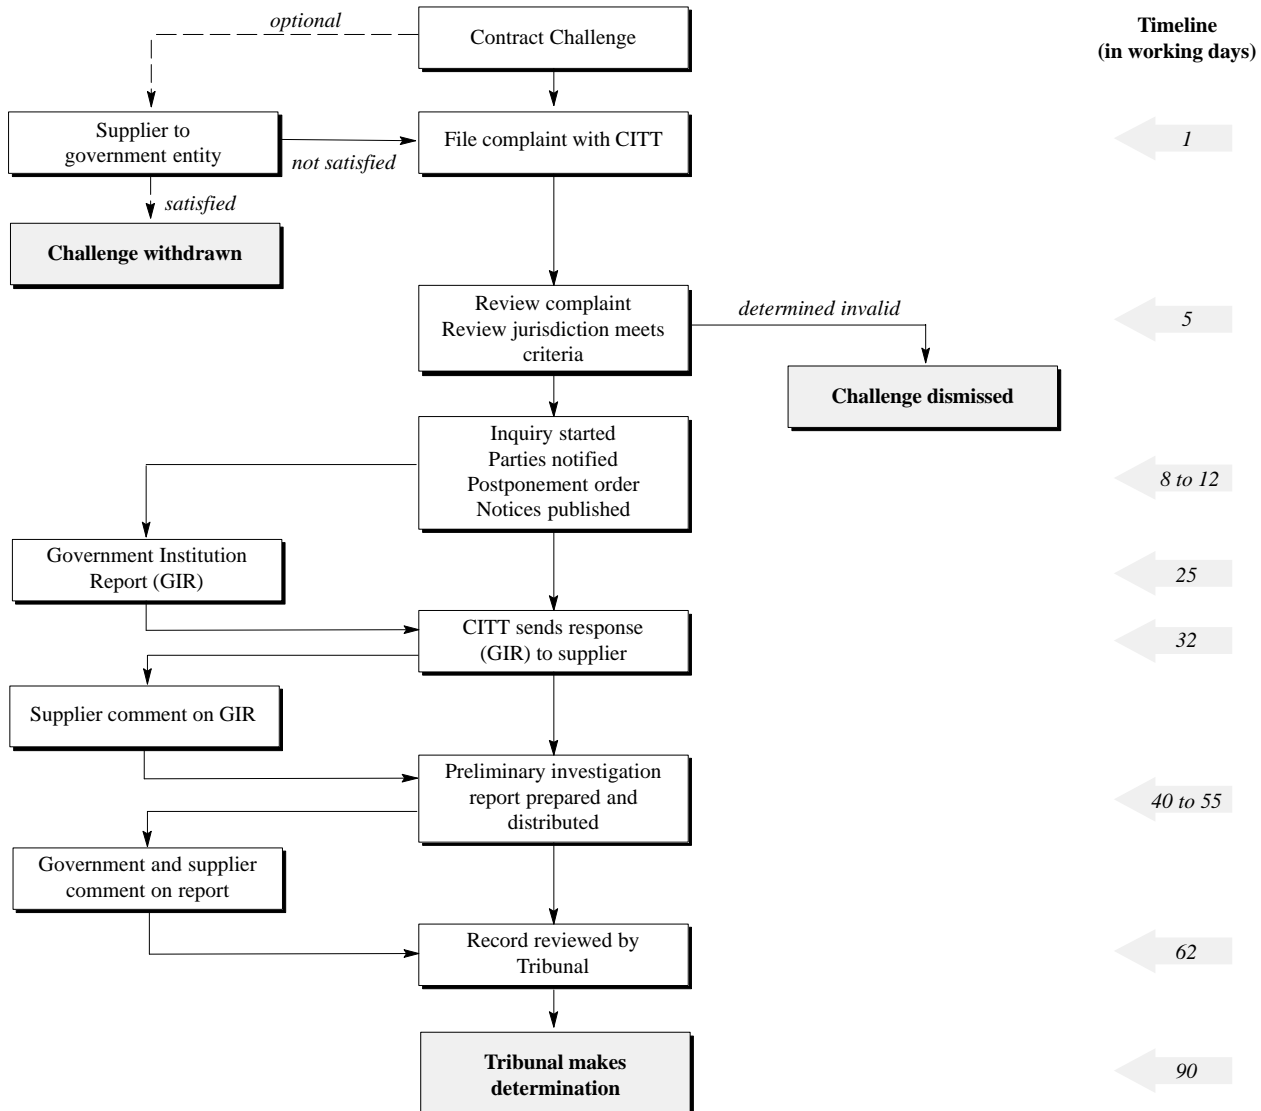 optional
Contract Challenge
Timeline
(in working days)
Supplier to
government entity
not satisfied
File complaint with CITT
1
satisfied
Challenge withdrawn
Review complaint
Review jurisdiction meets
criteria
determined invalid
5
Challenge dismissed
Inquiry started
Parties notified
Postponement order
Notices published
8 to 12
Government Institution
Report (GIR)
25
CITT sends response
(GIR) to supplier
32
Supplier comment on GIR
Preliminary investigation
report prepared and
distributed
40 to 55
Government and supplier
comment on report
Record reviewed by
Tribunal
62
Tribunal makes
determination
90